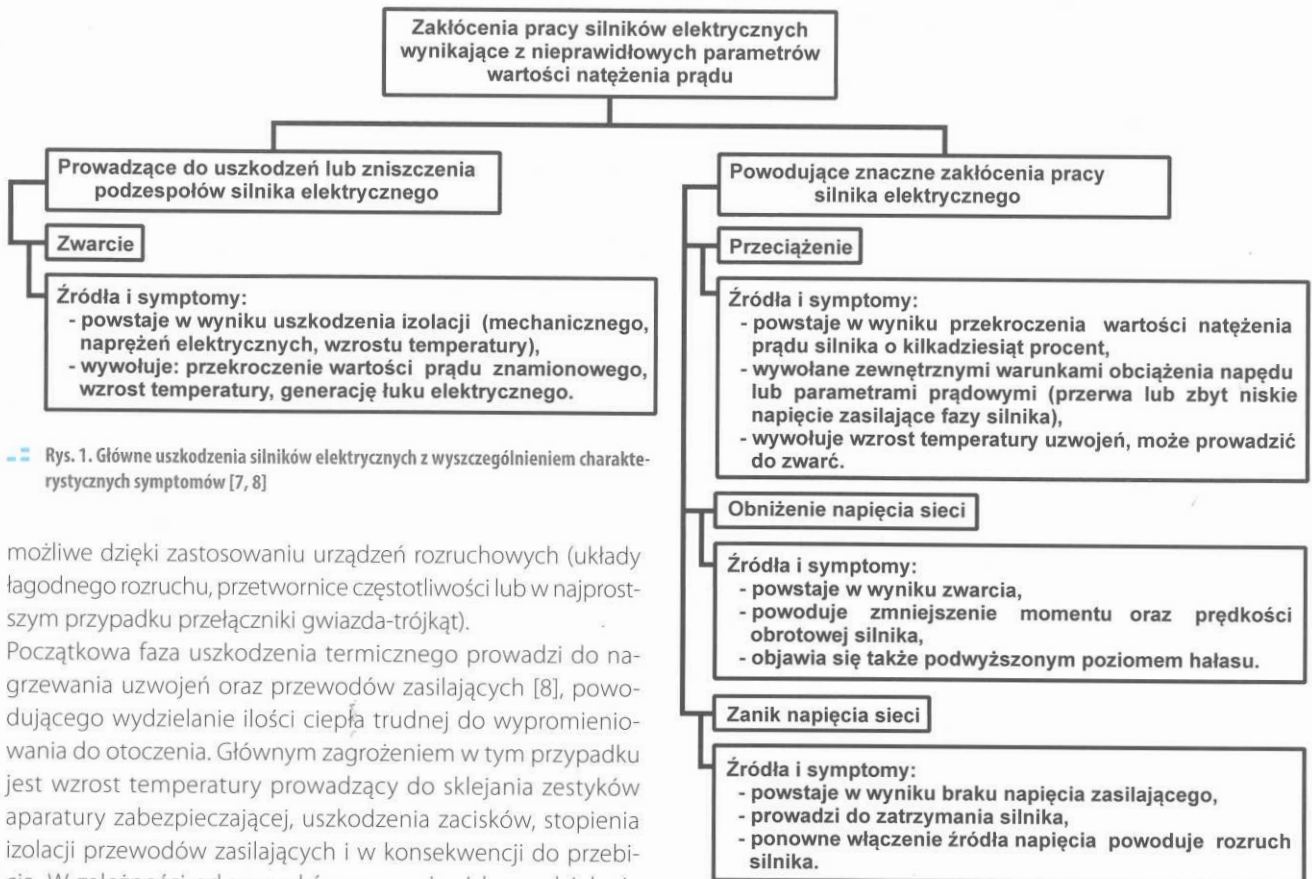 Zakłócenia pracy silników elektrycznych
wynikające z nieprawidłowych parametrów
wartości natężenia prądu
Prowadzące do uszkodzeń lub zniszczenia
podzespołów silnika elektrycznego
Zwarcie
Źródła i symptomy:
- powstaje w wyniku uszkodzenia izolacji (mechanicznego,
naprężeń elektrycznych, wzrostu temperatury),
- wywołuje: przekroczenie wartości prądu znamionowego,
wzrost temperatury, generację łuku elektrycznego.
Powodujące znaczne zakłócenia pracy
silnika elektrycznego
Przeciążenie
Źródła i symptomy:
- powstaje w wyniku przekroczenia wartości natężenia
prądu silnika o kilkadziesiąt procent,
- wywołane zewnętrznymi warunkami obciążenia napędu
lub parametrami prądowymi (przerwa lub zbyt niskie
napięcie zasilające fazy silnika),
- wywołuje wzrost temperatury uzwojeń, może prowadzić
do zwarć.
Obniżenie napięcia sieci
Źródła i symptomy:
- powstaje w wyniku zwarcia,
- powoduje zmniejszenie momentu oraz prędkości
obrotowej silnika,
- objawia się także podwyższonym poziomem hałasu.
Zanik napięcia sieci
Źródła i symptomy:
- powstaje w wyniku braku napięcia zasilającego,
- prowadzi do zatrzymania silnika,
- ponowne włączenie źródła napięcia powoduje rozruch
silnika.
Rys. 1. Główne uszkodzenia silników elektrycznych z wyszczególnieniem charakte-
rystycznych symptomów [7, 8]
możliwe dzięki zastosowaniu urządzeń rozruchowych (układy
łagodnego rozruchu, przetwornice częstotliwości lub w najprost-
szym przypadku przełączniki gwiazda-trójkąt).
Początkowa faza uszkodzenia termicznego prowadzi do na-
grzewania uzwojeń oraz przewodów zasilających [8], powo-
dującego wydzielanie ilości ciepła trudnej do wypromienio-
wania do otoczenia. Głównym zagrożeniem w tym przypadku
jest wzrost temperatury prowadzący do sklejania zestyków
aparatury zabezpieczającej, uszkodzenia zacisków, stopienia
izolacji przewodów zasilających i w konsekwencji do przebi-